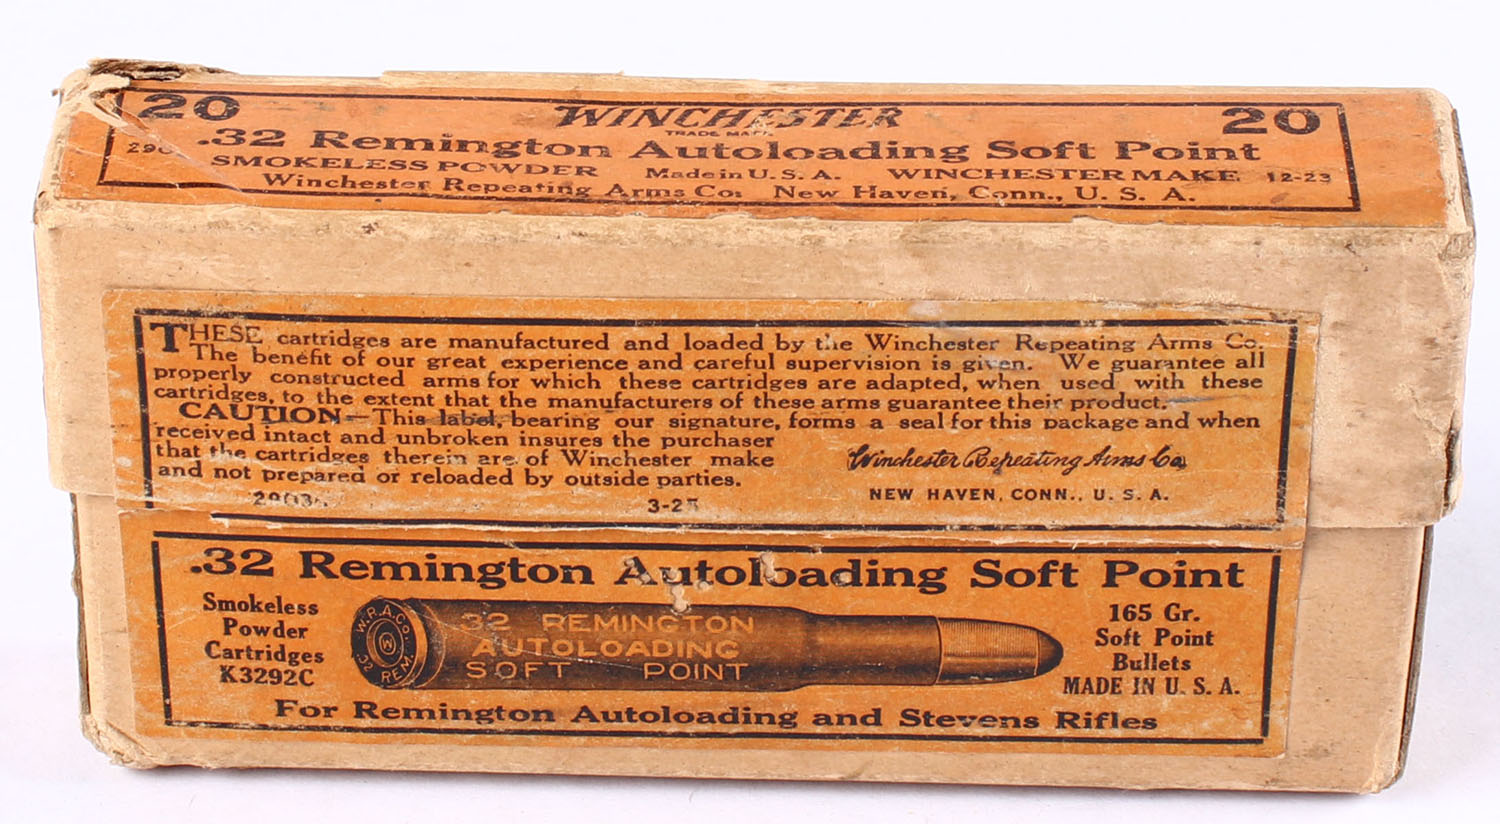 20 WINCHESTER 20
TRADE MARK
.32 Remington Autoloading Soft Point
SMOKELESS POWDER Made in U.S.A. WINCHESTER MAKE 12-23
Winchester Repeating Arms Co. New Haven, Conn., U. S. A.
THESE cartridges are manufactured and loaded by the Winchester Repeating Arms Co.
The benefit of our great experience and careful supervision is given. We guarantee all
properly constructed arms for which these cartridges are adapted, when used with these
cartridges, to the extent that the manufacturers of these arms guarantee their product.
CAUTION—This label, bearing our signature, forms a seal for this package and when
received intact and unbroken insures the purchaser
that the cartridges therein are of Winchester make
and not prepared or reloaded by outside parties.
Winchester Repeating Arms Co.
NEW HAVEN, CONN., U. S. A.
.32 Remington Autoloading Soft Point
Smokeless
Powder
Cartridges
K3292C
W.R.A.Co.
W
.32 REM.
32 REMINGTON
AUTOLOADING
SOFT POINT
165 Gr.
Soft Point
Bullets
MADE IN U. S. A.
For Remington Autoloading and Stevens Rifles